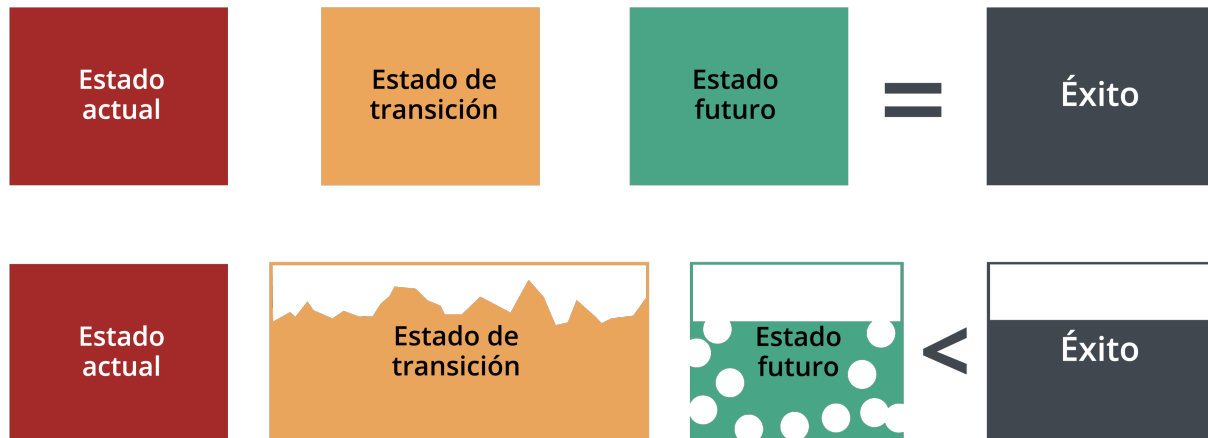 Estado
actual
Estado de
transición
Estado
futuro
=
Éxito
Estado
actual
Estado de
transición
Estado
futuro
<
Éxito